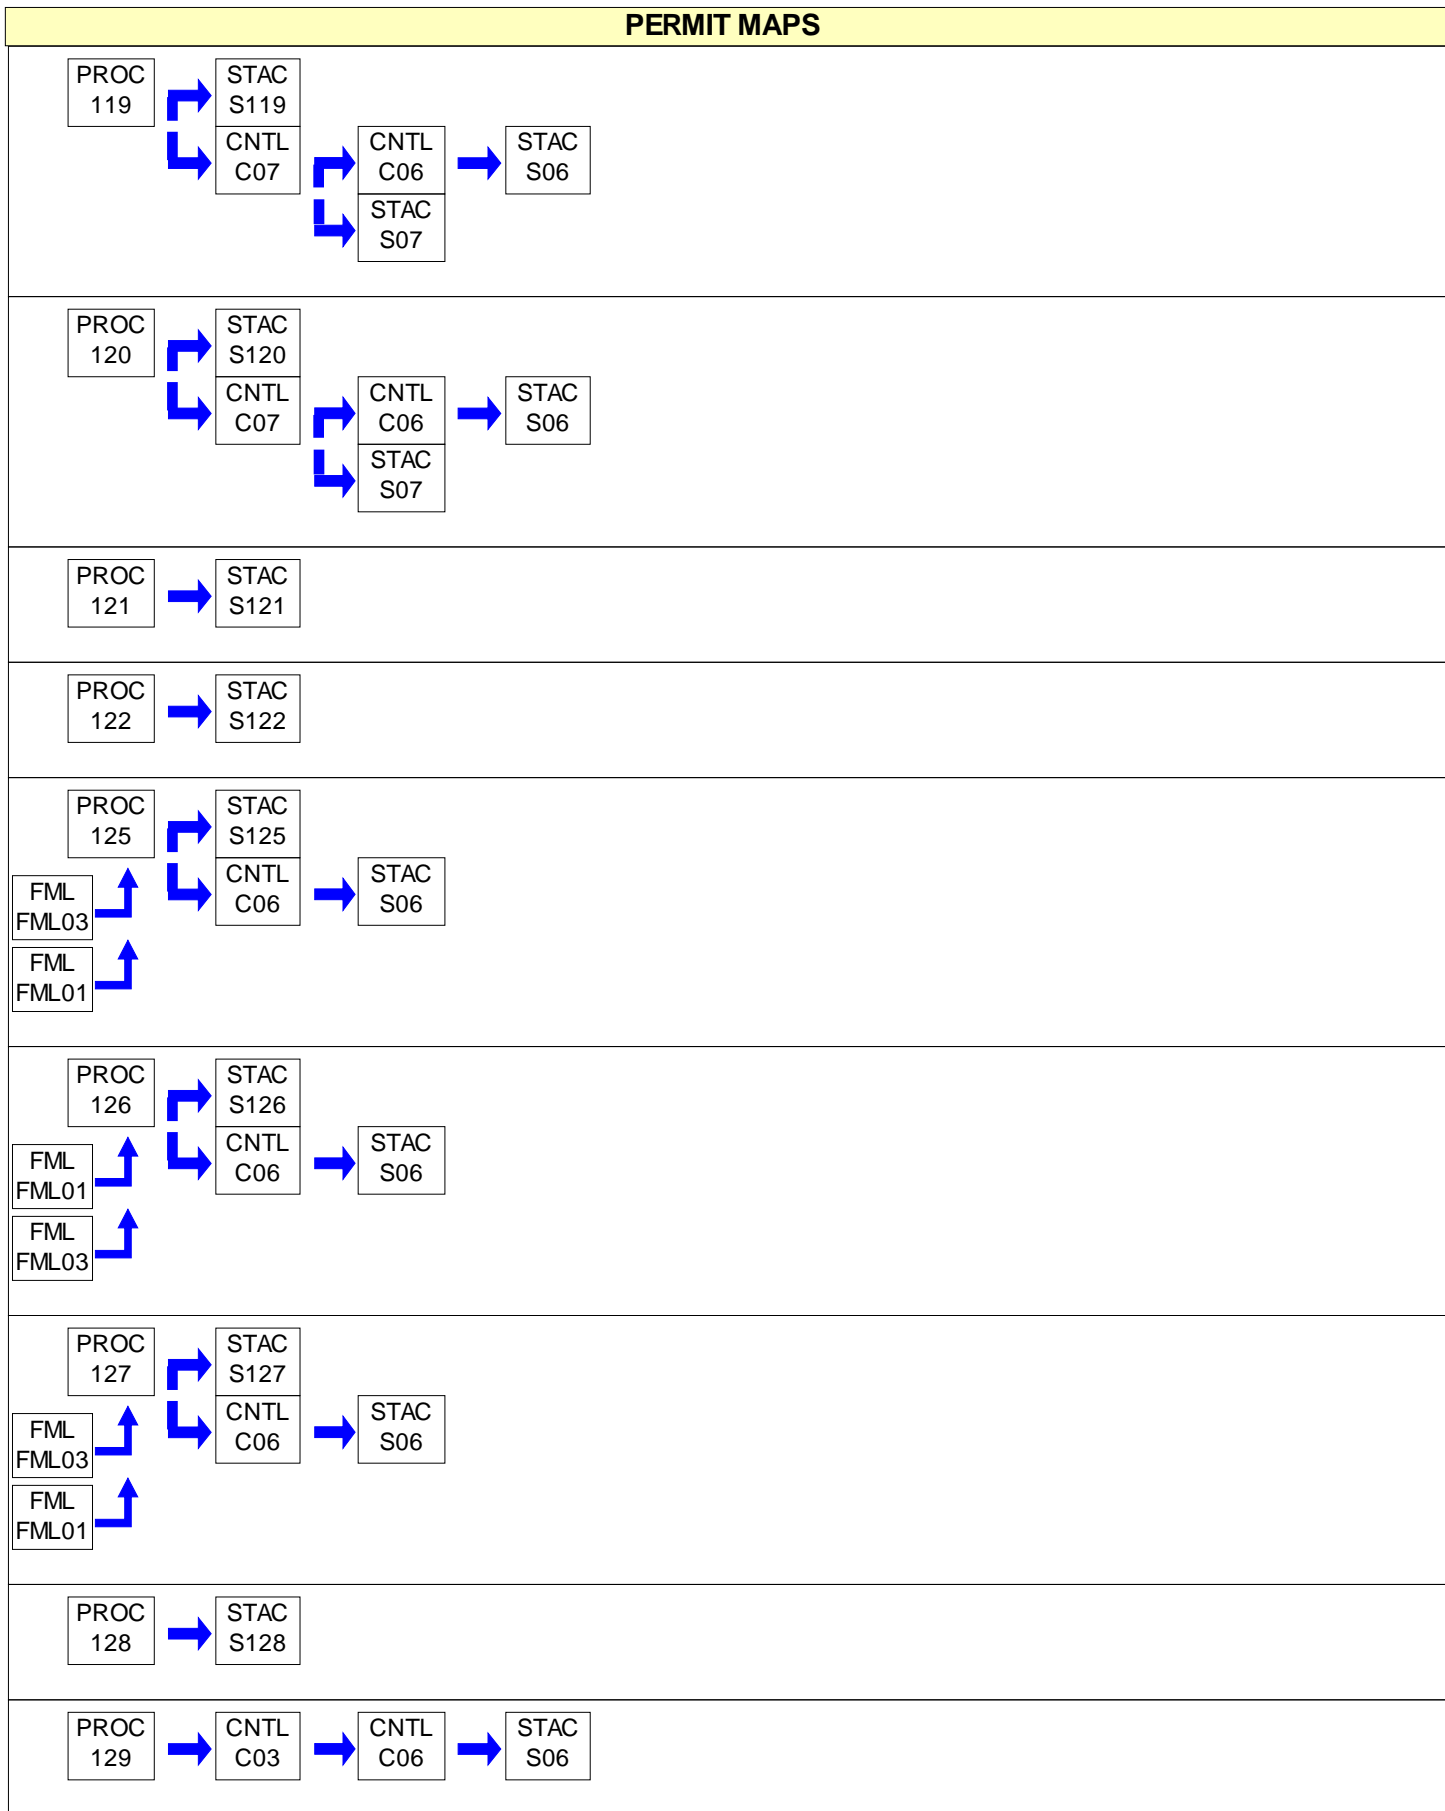 PERMIT MAPS
PROC
119
STAC
S119
CNTL
C07
CNTL
C06
STAC
S06
STAC
S07
PROC
120
STAC
S120
CNTL
C07
CNTL
C06
STAC
S06
STAC
S07
PROC
121
STAC
S121
PROC
122
STAC
S122
PROC
125
STAC
S125
CNTL
C06
STAC
S06
FML
FML03
FML
FML01
PROC
126
STAC
S126
CNTL
C06
STAC
S06
FML
FML01
FML
FML03
PROC
127
STAC
S127
CNTL
C06
STAC
S06
FML
FML03
FML
FML01
PROC
128
STAC
S128
PROC
129
CNTL
C03
CNTL
C06
STAC
S06